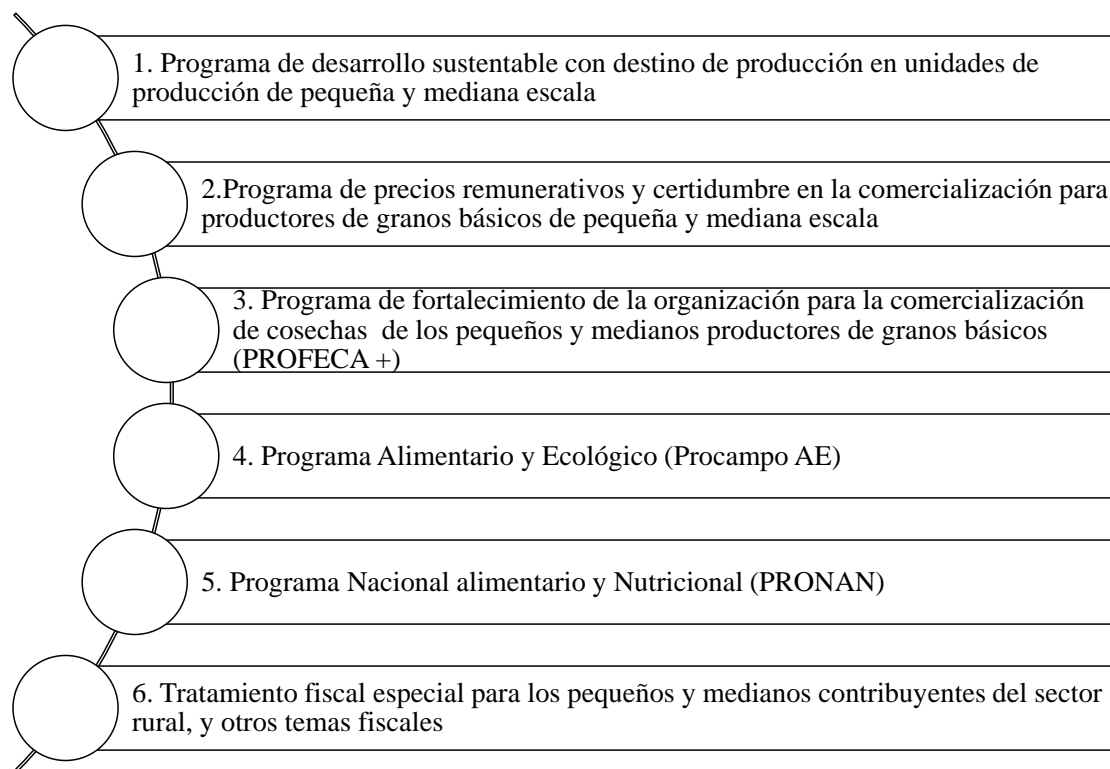 1. Programa de desarrollo sustentable con destino de producción en unidades de
producción de pequeña y mediana escala
2.Programa de precios remunerativos y certidumbre en la comercialización para
productores de granos básicos de pequeña y mediana escala
3. Programa de fortalecimiento de la organización para la comercialización
de cosechas de los pequeños y medianos productores de granos básicos
(PROFECA +)
4. Programa Alimentario y Ecológico (Procampo AE)
5. Programa Nacional alimentario y Nutricional (PRONAN)
6. Tratamiento fiscal especial para los pequeños y medianos contribuyentes del sector
rural, y otros temas fiscales